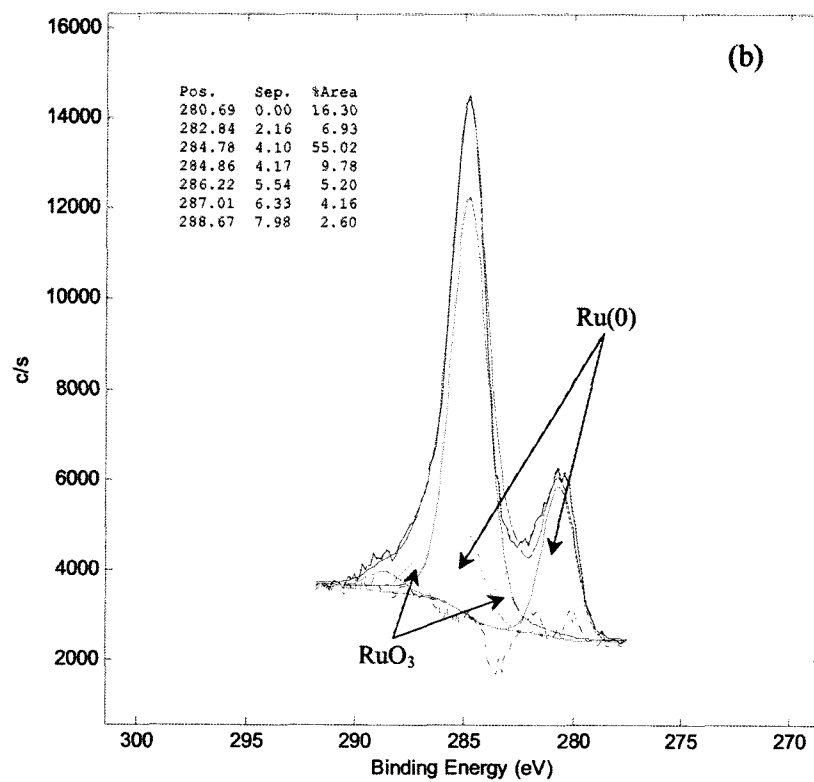 (b)
Pos. Sep. %Area
280.69 0.00 16.30
282.84 2.16 6.93
284.78 4.10 55.02
284.86 4.17 9.78
286.22 5.54 5.20
287.01 6.33 4.16
288.67 7.98 2.60
16000
14000
12000
10000
8000
6000
4000
2000
c/s
Ru(0)
RuO₃
300 295 290 285 280 275 270
Binding Energy (eV)